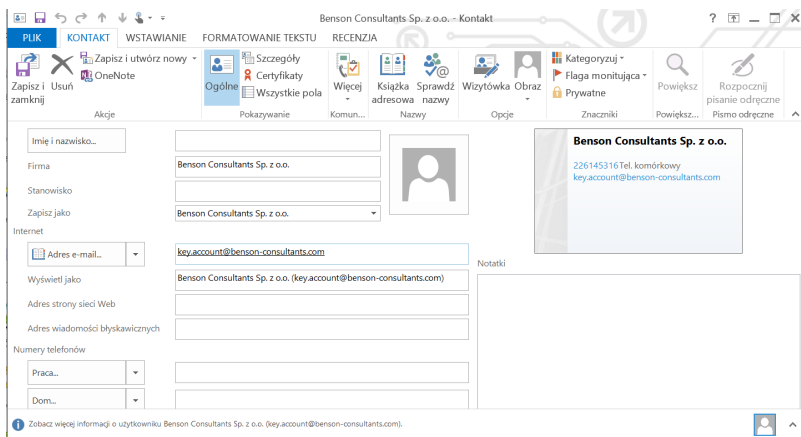 Benson Consultants Sp. z o.o. - Kontakt
PLIK KONTAKT WSTAWIANIE FORMATOWANIE TEKSTU RECENZJA
Zapisz i zamknij
Usuń
Zapisz i utwórz nowy
OneNote
Akcje
Ogólne
Szczegóły
Certyfikaty
Wszystkie pola
Pokazywanie
Więcej
Komun...
Książka adresowa
Sprawdź nazwy
Nazwy
Wizytówka
Obraz
Opcje
Kategoryzuj
Flaga monitująca
Prywatne
Znaczniki
Powiększ
Powiększ...
Rozpocznij pisanie odręczne
Pismo odręczne
Imię i nazwisko...
Firma Benson Consultants Sp. z o.o.
Stanowisko
Zapisz jako Benson Consultants Sp. z o.o.
Internet
Adres e-mail... key.account@benson-consultants.com
Wyświetl jako Benson Consultants Sp. z o.o. (key.account@benson-consultants.com)
Adres strony sieci Web
Adres wiadomości błyskawicznych
Numery telefonów
Praca...
Dom...
Benson Consultants Sp. z o.o.
226145316 Tel. komórkowy
key.account@benson-consultants.com
Notatki
Zobacz więcej informacji o użytkowniku Benson Consultants Sp. z o.o. (key.account@benson-consultants.com).